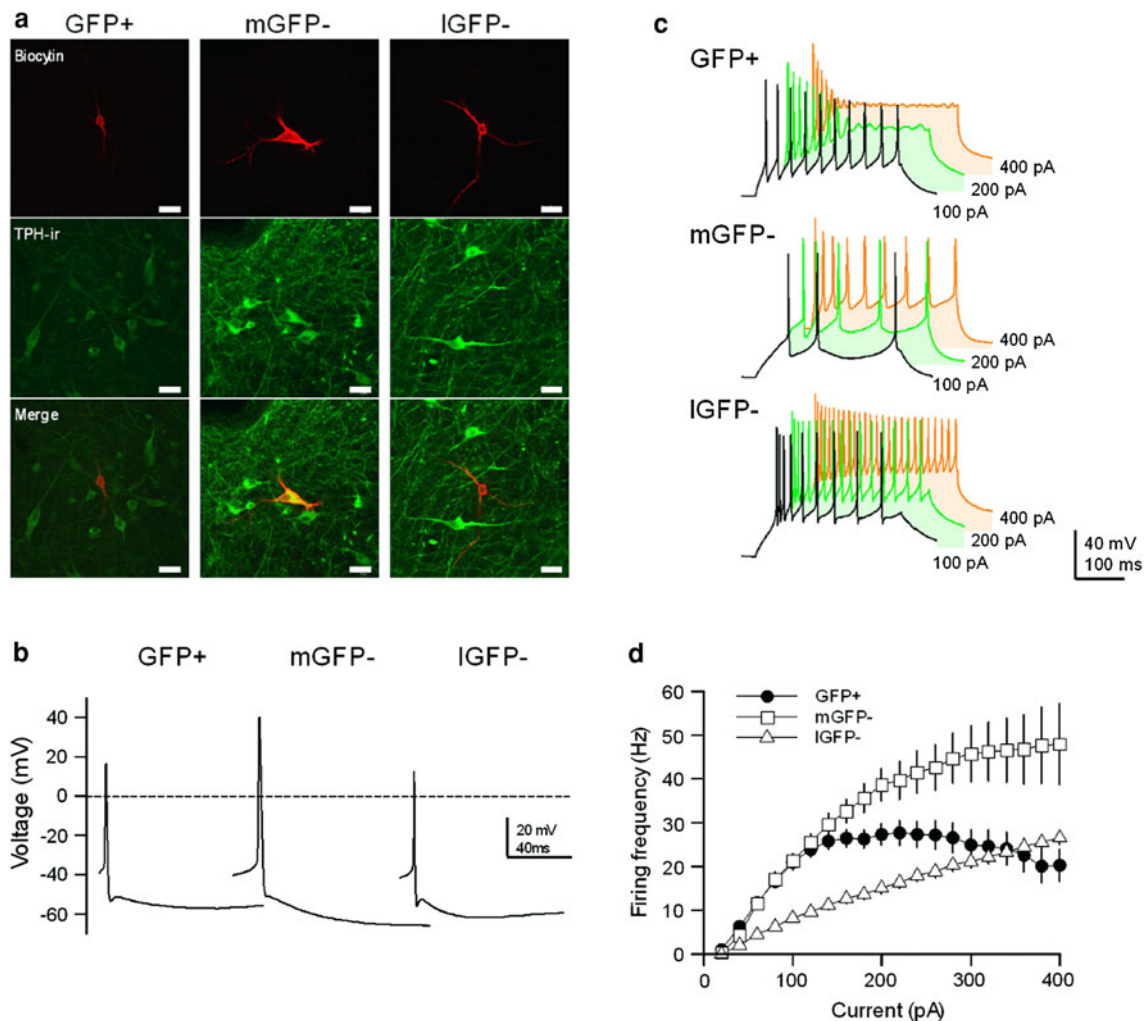 a
GFP+ mGFP- lGFP-
Biocytin
TPH-ir
Merge
b
GFP+ mGFP- lGFP-
Voltage (mV)
40
20
0
-20
-40
-60
20 mV
40ms
c
GFP+
400 pA
200 pA
100 pA
mGFP-
400 pA
200 pA
100 pA
lGFP-
400 pA
200 pA
100 pA
40 mV
100 ms
d
GFP+
mGFP-
lGFP-
Firing frequency (Hz)
60
50
40
30
20
10
0
0 100 200 300 400
Current (pA)